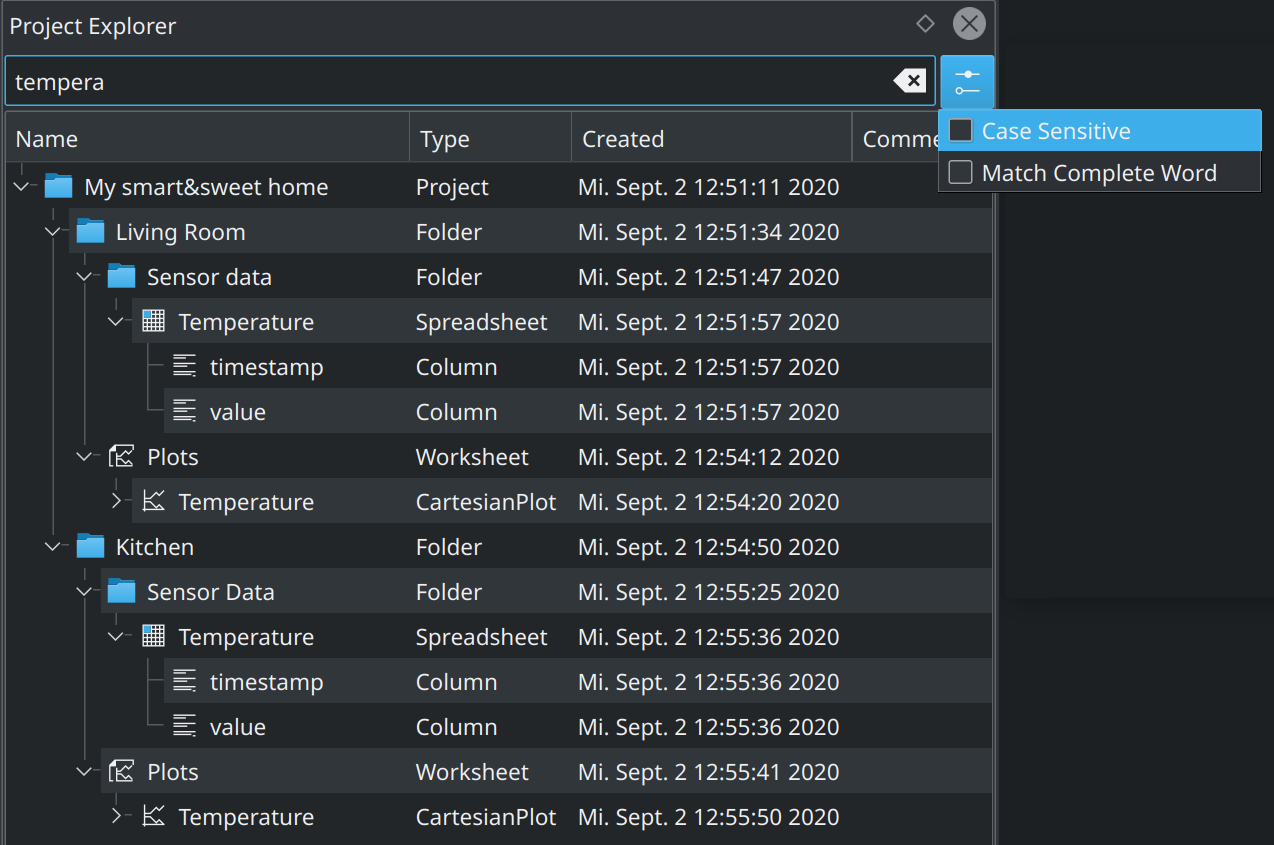 Project Explorer
tempera
Name Type Created Comme
Case Sensitive
Match Complete Word
My smart&sweet home Project Mi. Sept. 2 12:51:11 2020
Living Room Folder Mi. Sept. 2 12:51:34 2020
Sensor data Folder Mi. Sept. 2 12:51:47 2020
Temperature Spreadsheet Mi. Sept. 2 12:51:57 2020
timestamp Column Mi. Sept. 2 12:51:57 2020
value Column Mi. Sept. 2 12:51:57 2020
Plots Worksheet Mi. Sept. 2 12:54:12 2020
Temperature CartesianPlot Mi. Sept. 2 12:54:20 2020
Kitchen Folder Mi. Sept. 2 12:54:50 2020
Sensor Data Folder Mi. Sept. 2 12:55:25 2020
Temperature Spreadsheet Mi. Sept. 2 12:55:36 2020
timestamp Column Mi. Sept. 2 12:55:36 2020
value Column Mi. Sept. 2 12:55:36 2020
Plots Worksheet Mi. Sept. 2 12:55:41 2020
Temperature CartesianPlot Mi. Sept. 2 12:55:50 2020